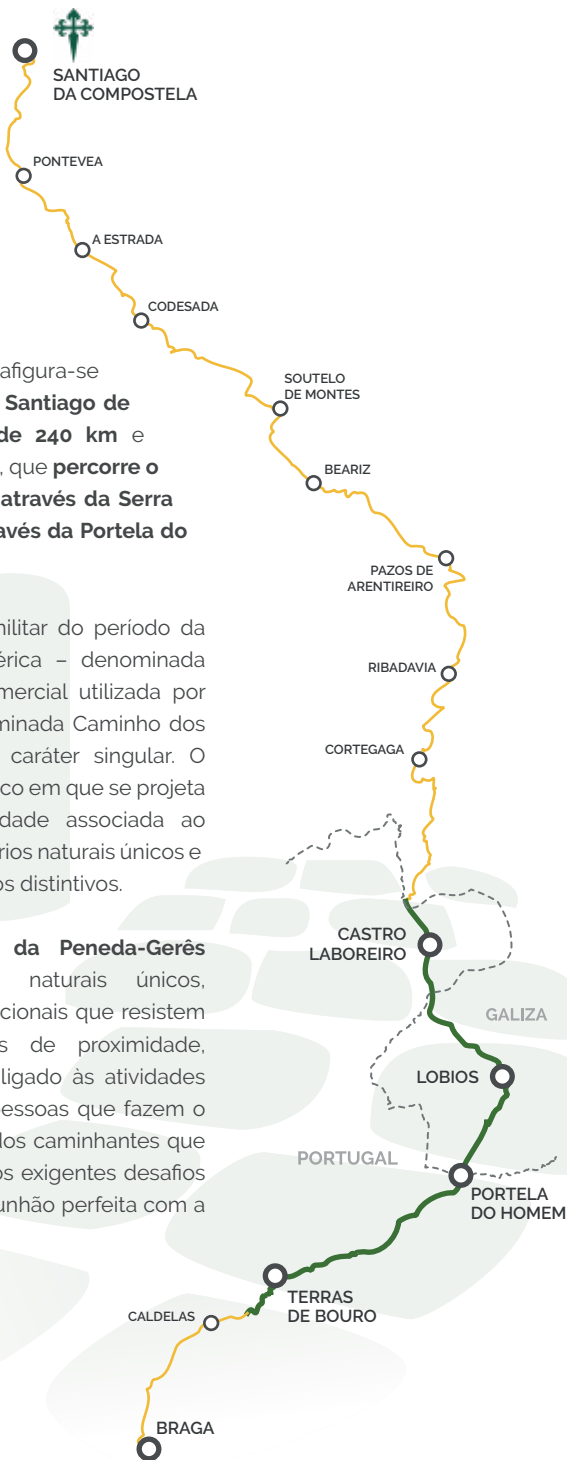 SANTIAGO
DA COMPOSTELA
PONTEVEA
A ESTRADA
CODESADA
afigura-se
Santiago de
de 240 km e
, que percorre o
através da Serra
avés da Portela do
SOUTELO
DE MONTES
BEARIZ
PAZOS DE
ARENTIREIRO
nilitar do período da
érica – denominada
mercial utilizada por
minada Caminho dos
caráter singular. O
co em que se projeta
idade associada ao
rios naturais únicos e
os distintivos.
RIBADAVIA
CORTEGAGA
da Peneda-Gerês
naturais únicos,
cionais que resistem
s de proximidade,
ligado às atividades
pessoas que fazem o
dos caminhantes que
os exigentes desafios
unhão perfeita com a
CASTRO
LABOREIRO
GALIZA
LOBIOS
PORTUGAL
PORTELA
DO HOMEM
TERRAS
DE BOURO
CALDELAS
BRAGA